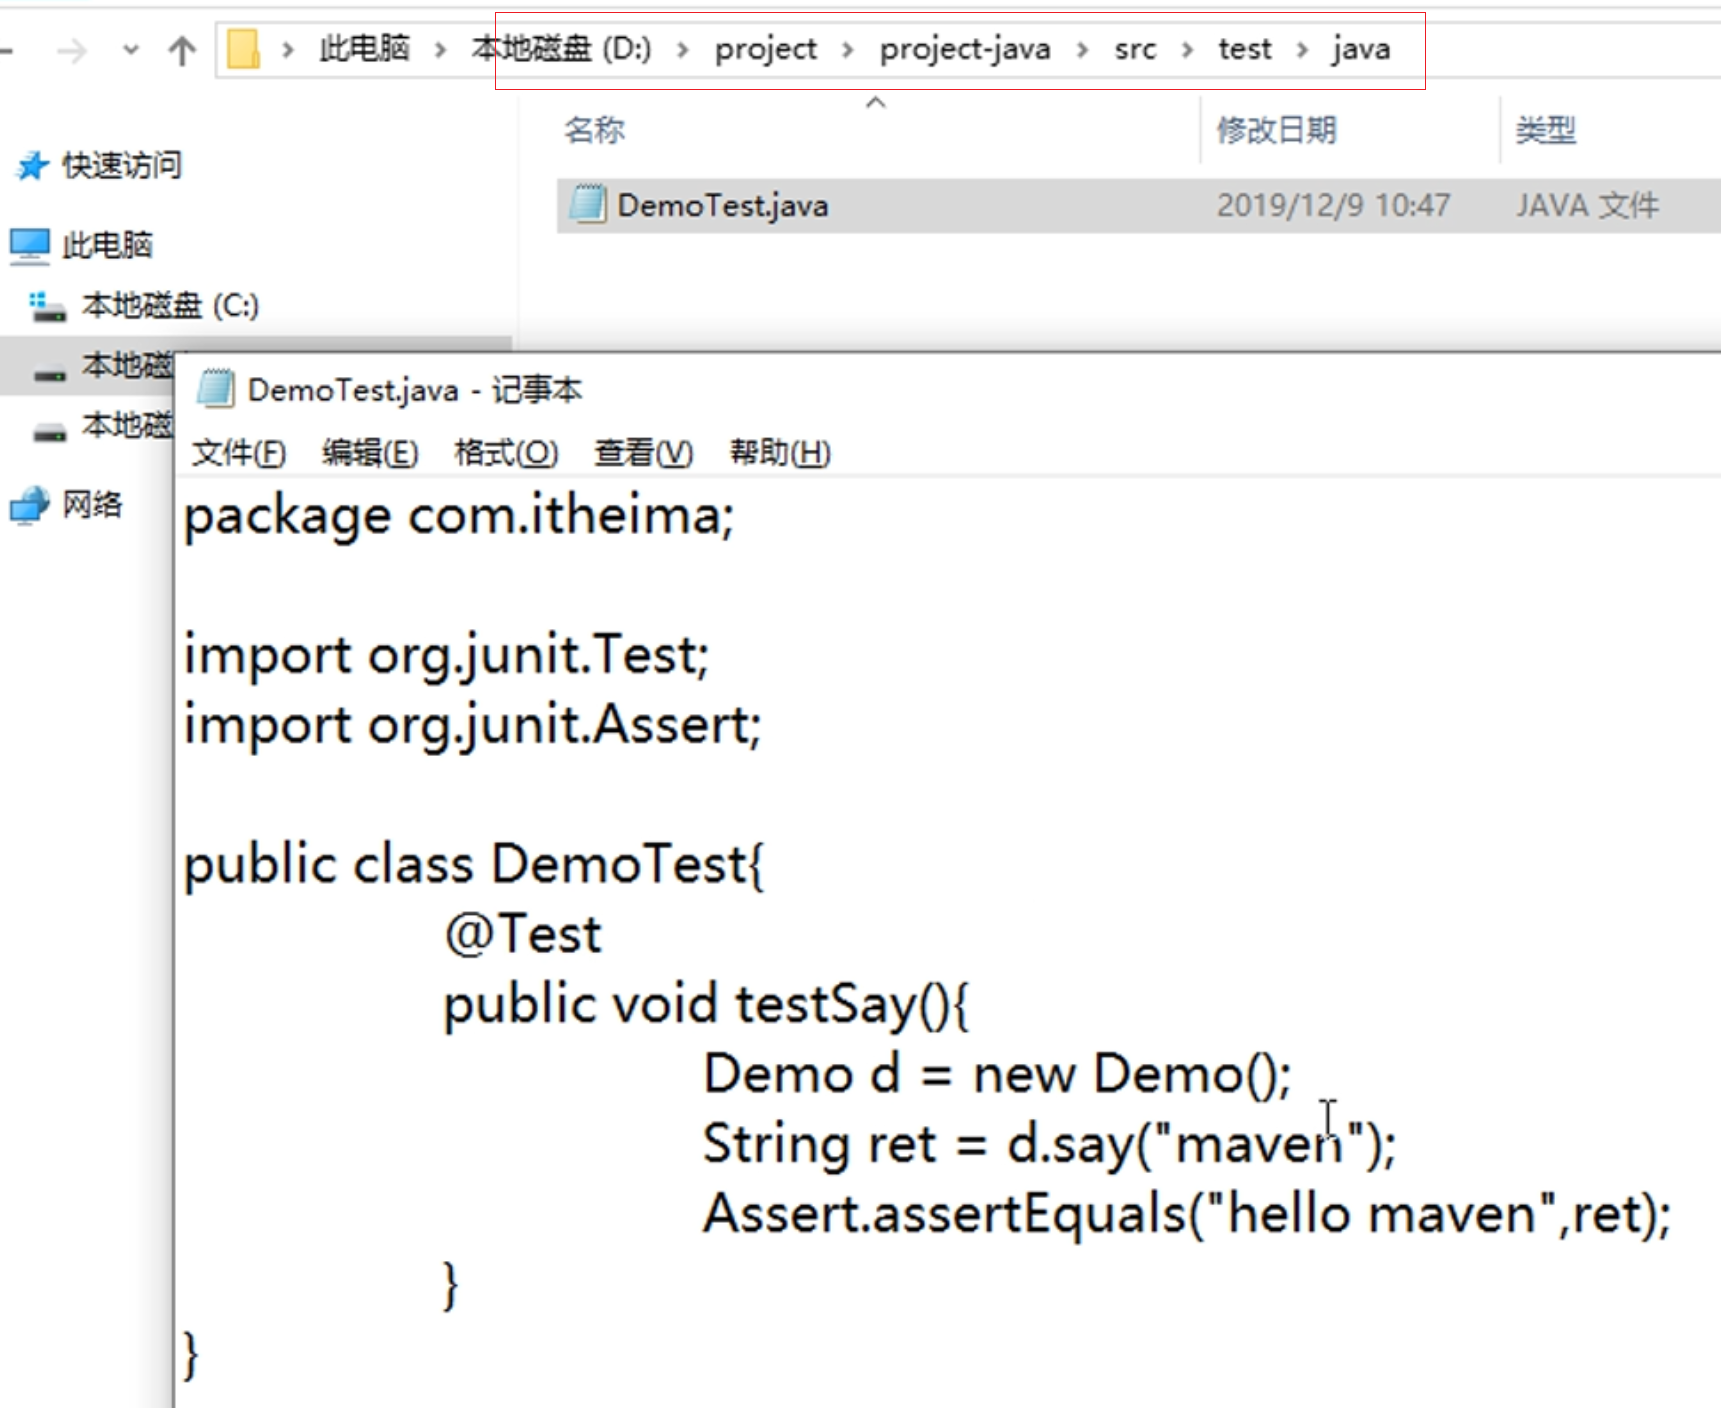 此电脑 > 本地磁盘 (D:) > project > project-java > src > test > java
名称 修改日期 类型
快速访问
DemoTest.java 2019/12/9 10:47 JAVA 文件
此电脑
本地磁盘 (C:)
本地磁
本地磁
网络
DemoTest.java - 记事本
文件(F) 编辑(E) 格式(O) 查看(V) 帮助(H)
package com.itheima;
import org.junit.Test;
import org.junit.Assert;
public class DemoTest{
@Test
public void testSay(){
Demo d = new Demo();
String ret = d.say("maven");
Assert.assertEquals("hello maven",ret);
}
}